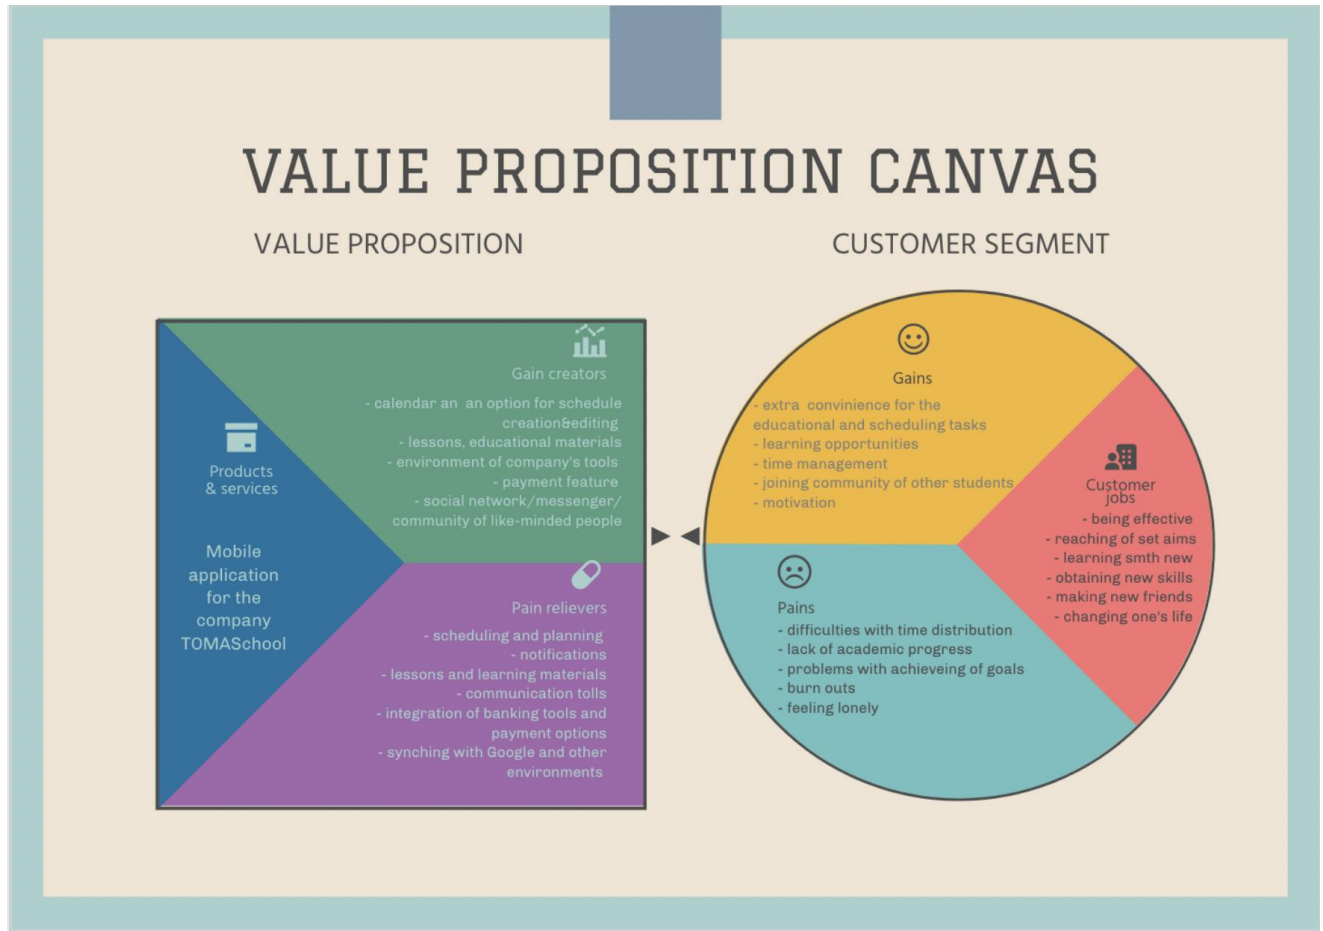 VALUE PROPOSITION CANVAS
VALUE PROPOSITION
CUSTOMER SEGMENT
Products
& services
Mobile
application
for the
company
TOMASchool
Gain creators
- calendar an  an option for schedule
creation&editing
- lessons, educational materials
- environment of company's tools
- payment feature
- social network/messenger/
community of like-minded people
Pain relievers
- scheduling and planning
- notifications
- lessons and learning materials
- communication tolls
- integration of banking tools and
payment options
- synching with Google and other
environments
Gains
- extra  convinience for the
educational and scheduling tasks
- learning opportunities
- time management
- joining community of other students
- motivation
Customer
jobs
- being effective
- reaching of set aims
- learning smth new
- obtaining new skills
- making new friends
- changing one's life
Pains
- difficulties with time distribution
- lack of academic progress
- problems with achieveing of goals
- burn outs
- feeling lonely